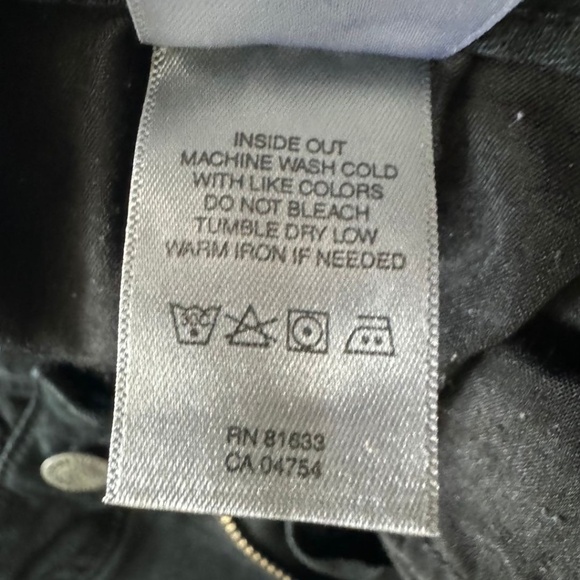 INSIDE OUT
MACHINE WASH COLD
WITH LIKE COLORS
DO NOT BLEACH
TUMBLE DRY LOW
WARM IRON IF NEEDED
RN 81633
CA 04754